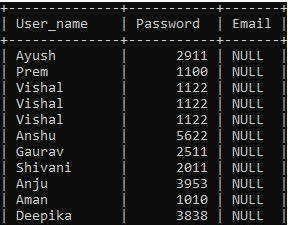 +--------------+----------+-------+
| User_name | Password | Email |
+--------------+----------+-------+
| Ayush | 2911 | NULL |
| Prem | 1100 | NULL |
| Vishal | 1122 | NULL |
| Vishal | 1122 | NULL |
| Vishal | 1122 | NULL |
| Anshu | 5622 | NULL |
| Gaurav | 2511 | NULL |
| Shivani | 2011 | NULL |
| Anju | 3953 | NULL |
| Aman | 1010 | NULL |
| Deepika | 3838 | NULL |